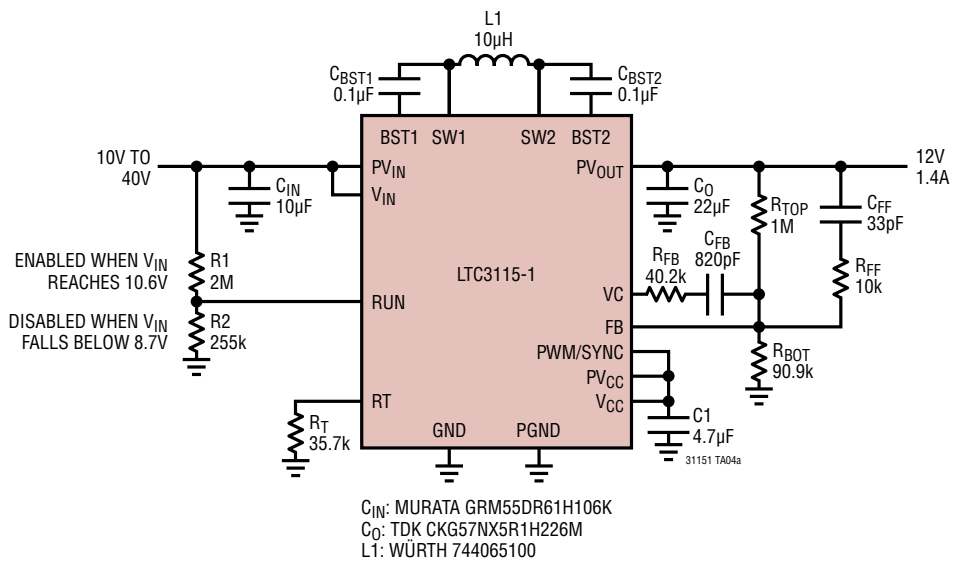 L1
10µH
CBST1
0.1µF
CBST2
0.1µF
BST1 SW1
SW2 BST2
10V TO
40V
PVIN
VIN
CIN
10µF
PVOUT
12V
1.4A
CO
22µF
RTOP
1M
CFF
33pF
RFF
10k
CFB
820pF
RFB
40.2k
ENABLED WHEN VIN
REACHES 10.6V
R1
2M
LTC3115-1
VC
RUN
FB
DISABLED WHEN VIN
FALLS BELOW 8.7V
R2
255k
PWM/SYNC
RBOT
90.9k
PVCC
VCC
RT
RT
35.7k
GND
PGND
C1
4.7µF
31151 TA04a
CIN: MURATA GRM55DR61H106K
CO: TDK CKG57NX5R1H226M
L1: WÜRTH 744065100